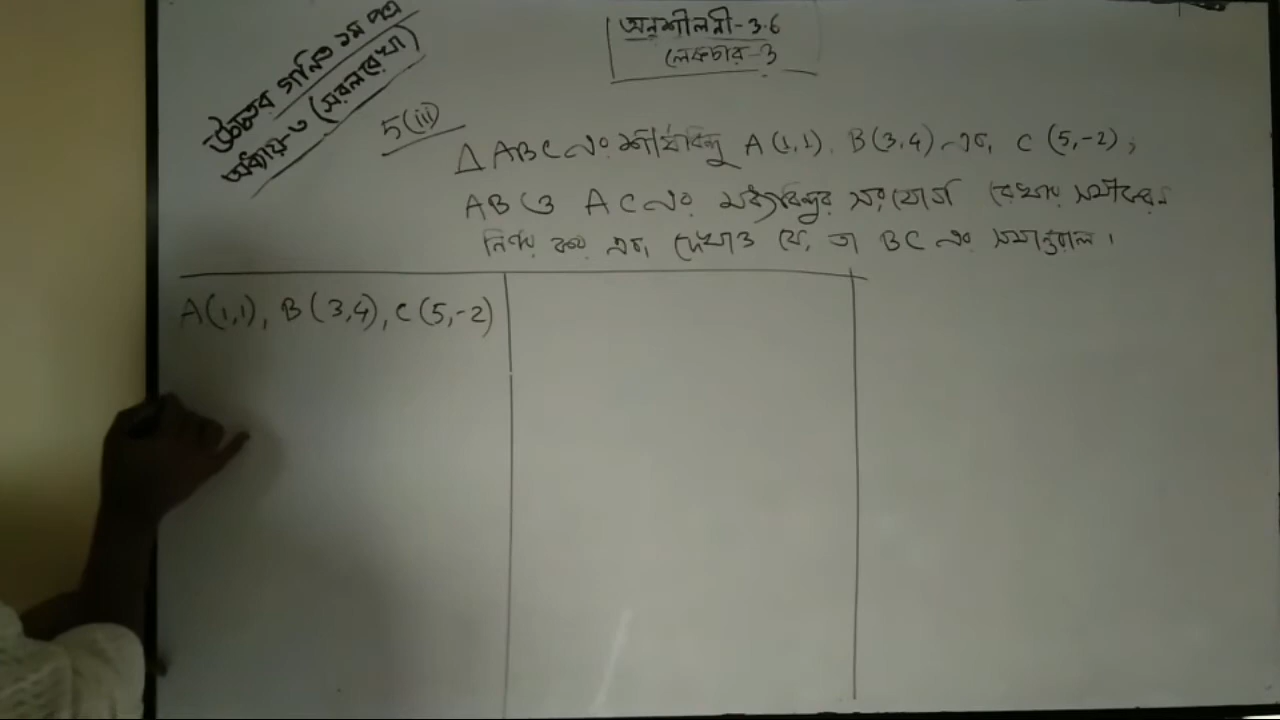 উচ্চতর গনিত ১ম পত্র
অধ্যায়-৩ (সরলরেখা)
অনুশীলনী-3.6
লেকচার-3
5(ii)
△ABC এর শীর্ষবিন্দু A(1,1), B(3,4) এবং C(5,-2);
AB ও AC এর মধ্যবিন্দুর সংযোগ রেখার সমীকরণ
নির্ণয় কর এবং দেখাও যে, তা BC এর সমান্তরাল।
A(1,1), B(3,4), C(5,-2)